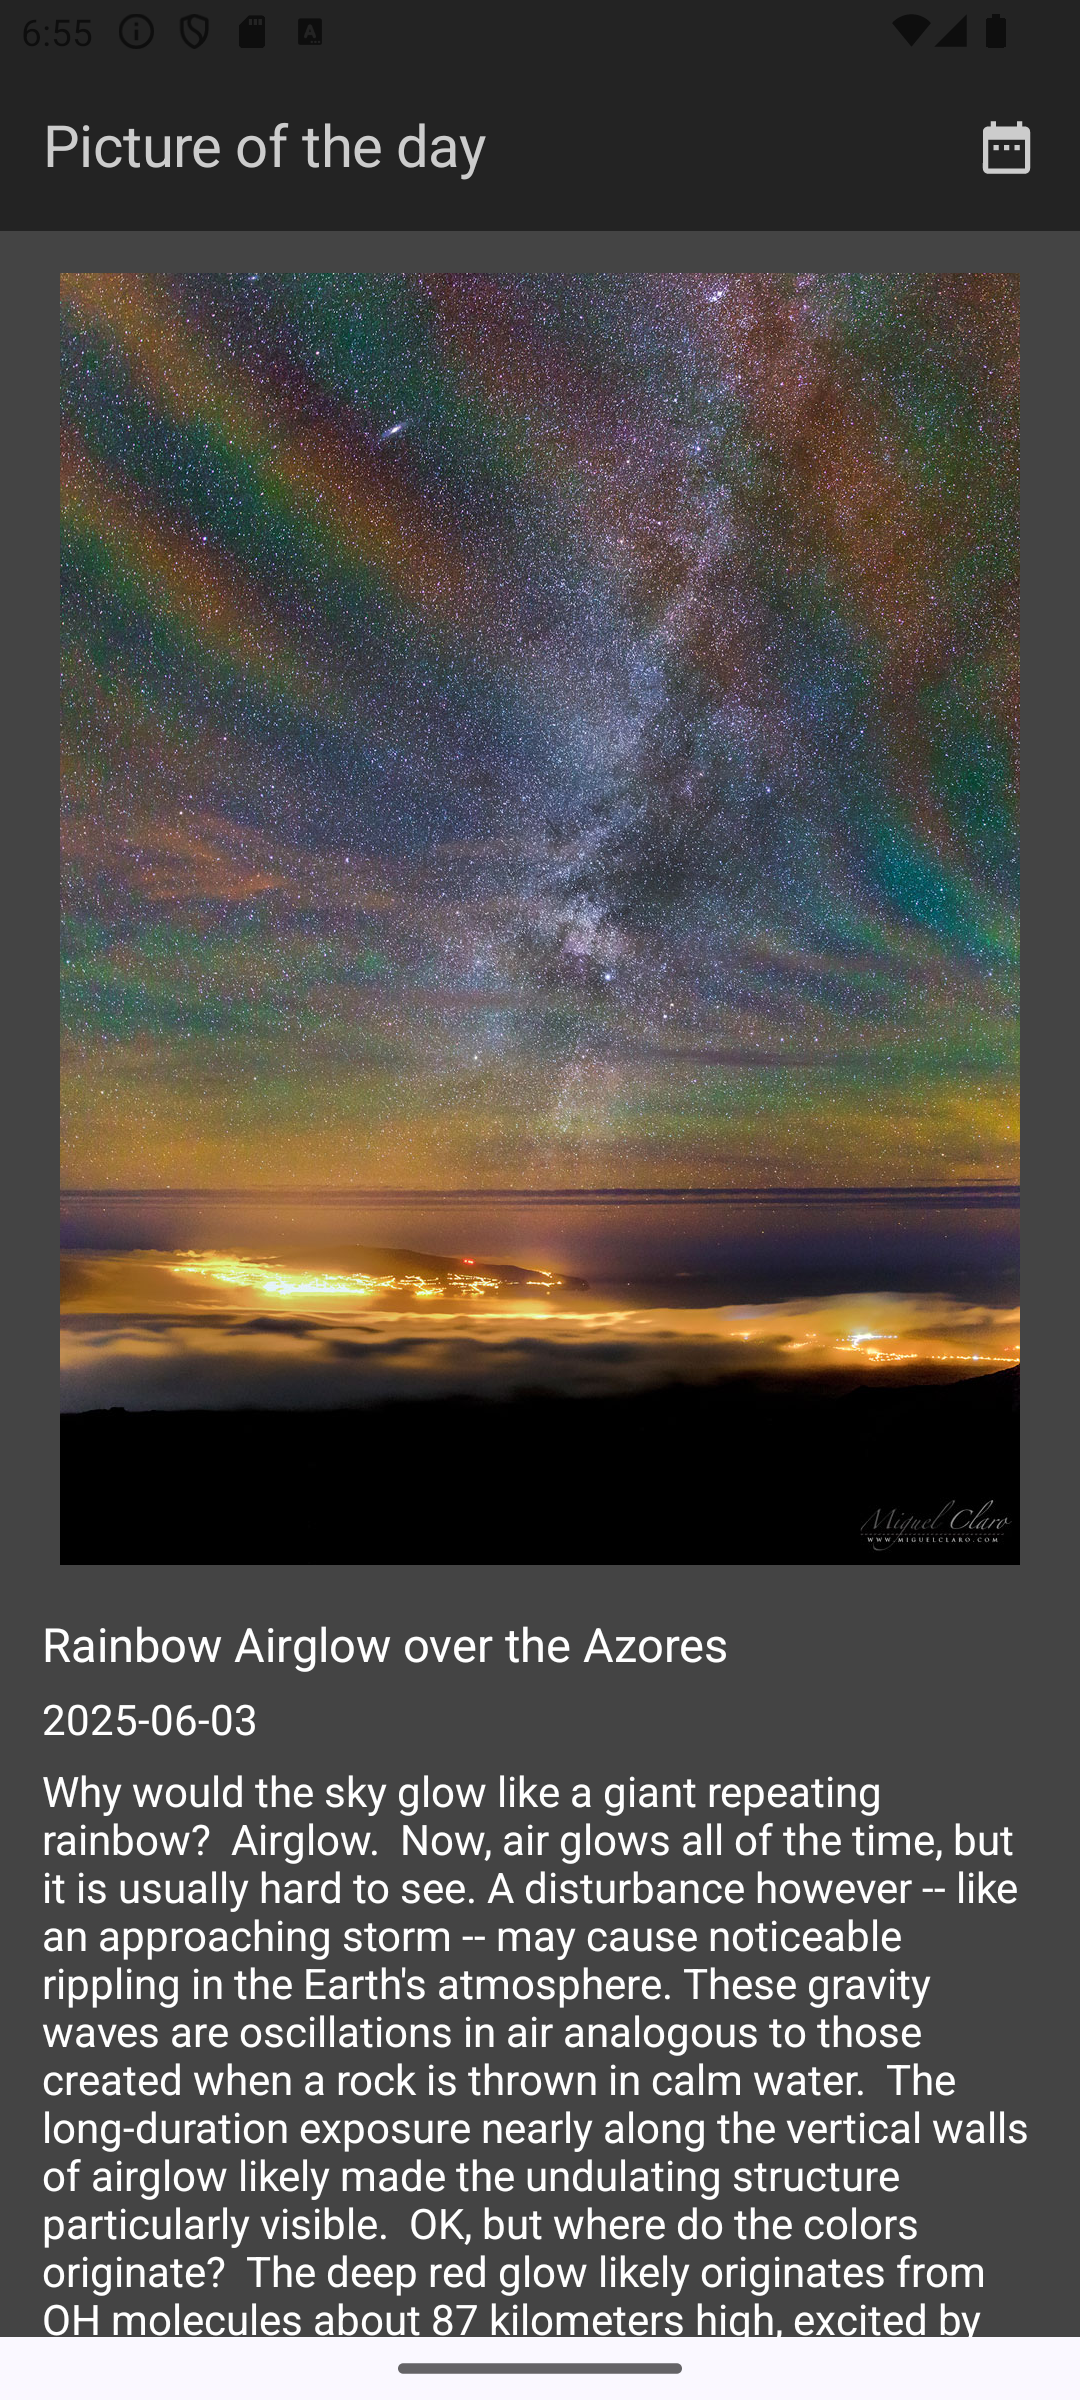 6:55
Picture of the day
Miguel Claro
WWW.MIGUELCLARO.COM
Rainbow Airglow over the Azores
2025-06-03
Why would the sky glow like a giant repeating
rainbow?  Airglow.  Now, air glows all of the time, but
it is usually hard to see. A disturbance however -- like
an approaching storm -- may cause noticeable
rippling in the Earth's atmosphere. These gravity
waves are oscillations in air analogous to those
created when a rock is thrown in calm water.  The
long-duration exposure nearly along the vertical walls
of airglow likely made the undulating structure
particularly visible.  OK, but where do the colors
originate?  The deep red glow likely originates from
OH molecules about 87 kilometers high, excited by